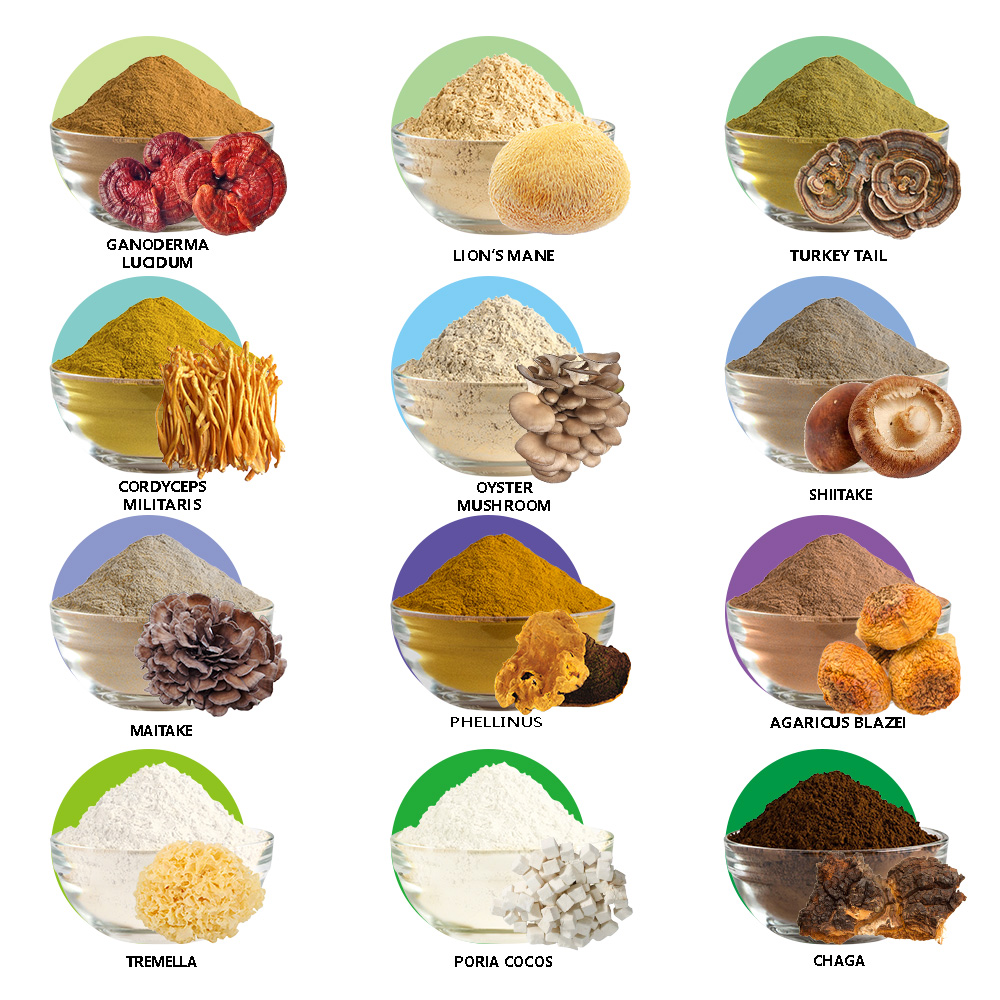 GANODERMA
LUCIDUM
LION'S MANE
TURKEY TAIL
CORDYCEPS
MILITARIS
OYSTER
MUSHROOM
SHIITAKE
MAITAKE
PHELLINUS
AGARICUS BLAZEI
TREMELLA
PORIA COCOS
CHAGA